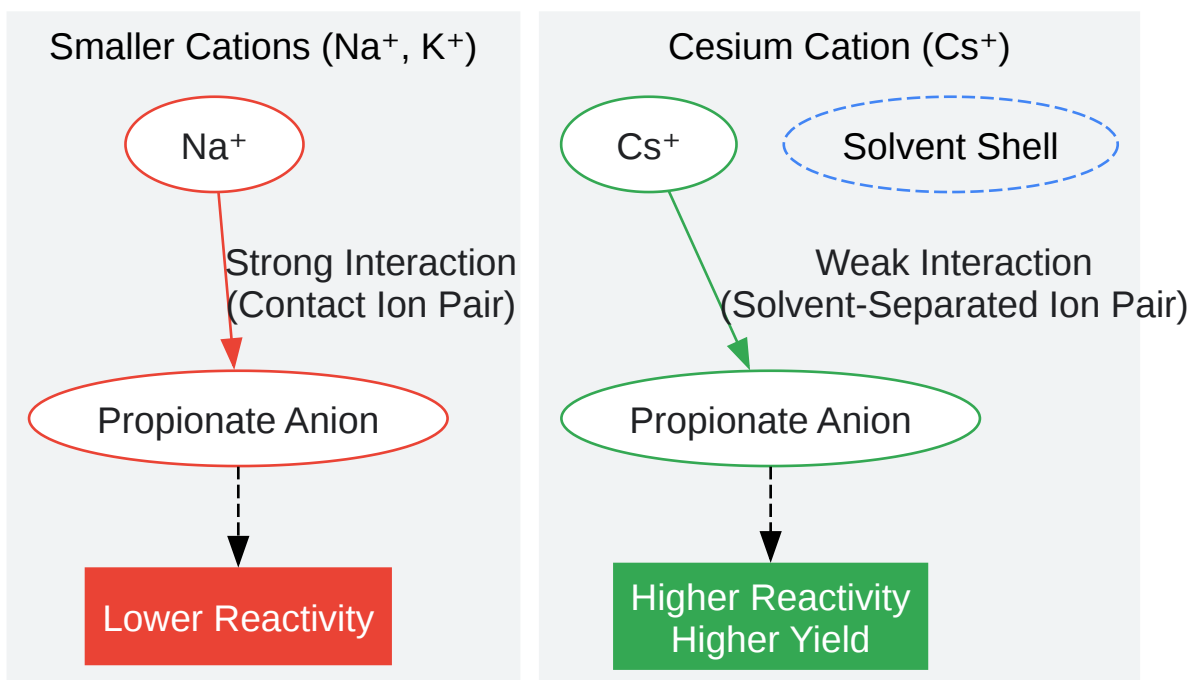 Smaller Cations (Na⁺, K⁺)
Na⁺
Strong Interaction
(Contact Ion Pair)
Propionate Anion
Lower Reactivity
Cesium Cation (Cs⁺)
Cs⁺
Solvent Shell
Weak Interaction
(Solvent-Separated Ion Pair)
Propionate Anion
Higher Reactivity
Higher Yield